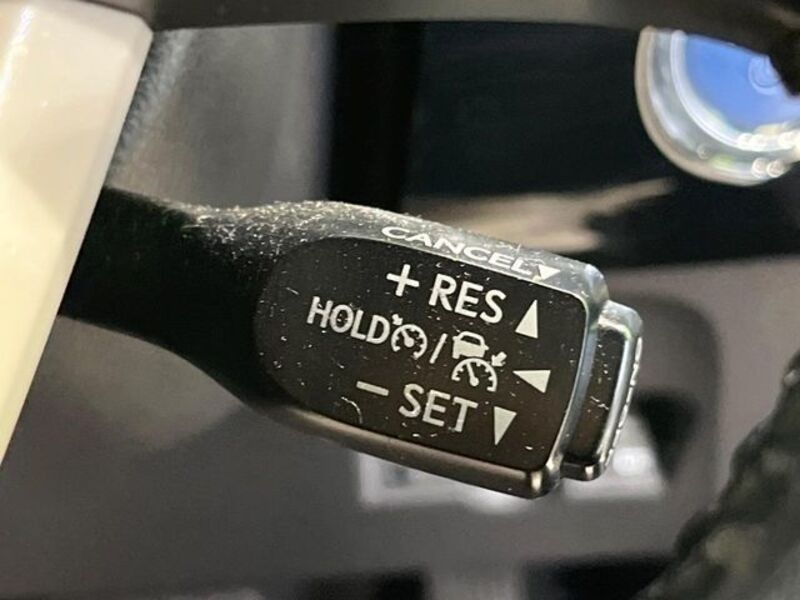 CANCEL▼
+ RES ▲
HOLD / ◀
− SET ▼